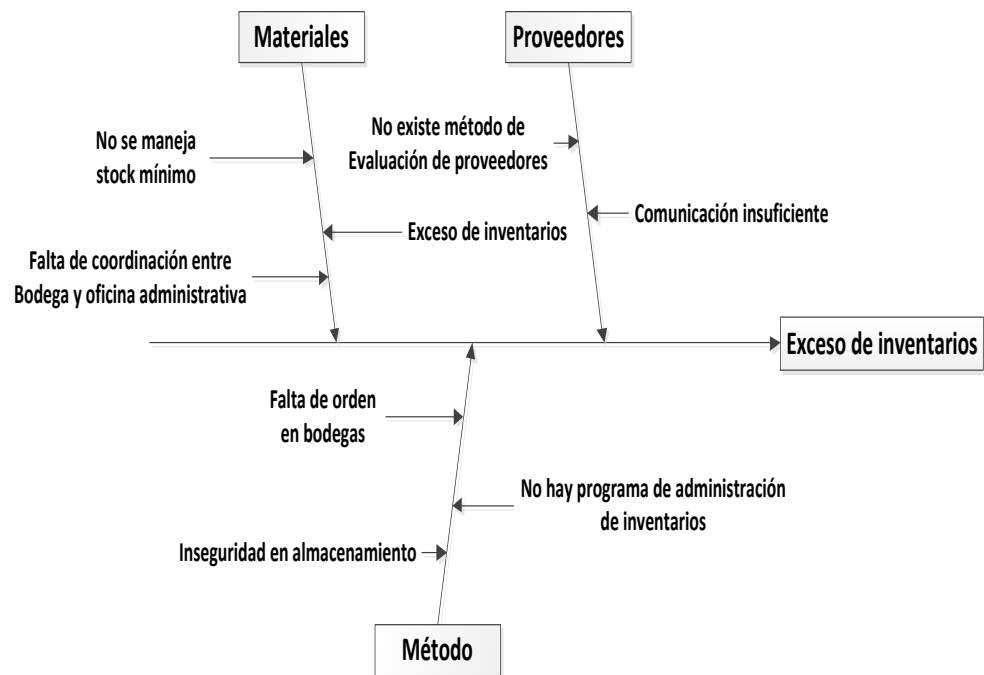 Materiales
Proveedores
No se maneja
stock mínimo
No existe método de
Evaluación de proveedores
Comunicación insuficiente
Exceso de inventarios
Falta de coordinación entre
Bodega y oficina administrativa
Exceso de inventarios
Falta de orden
en bodegas
No hay programa de administración
de inventarios
Inseguridad en almacenamiento
Método